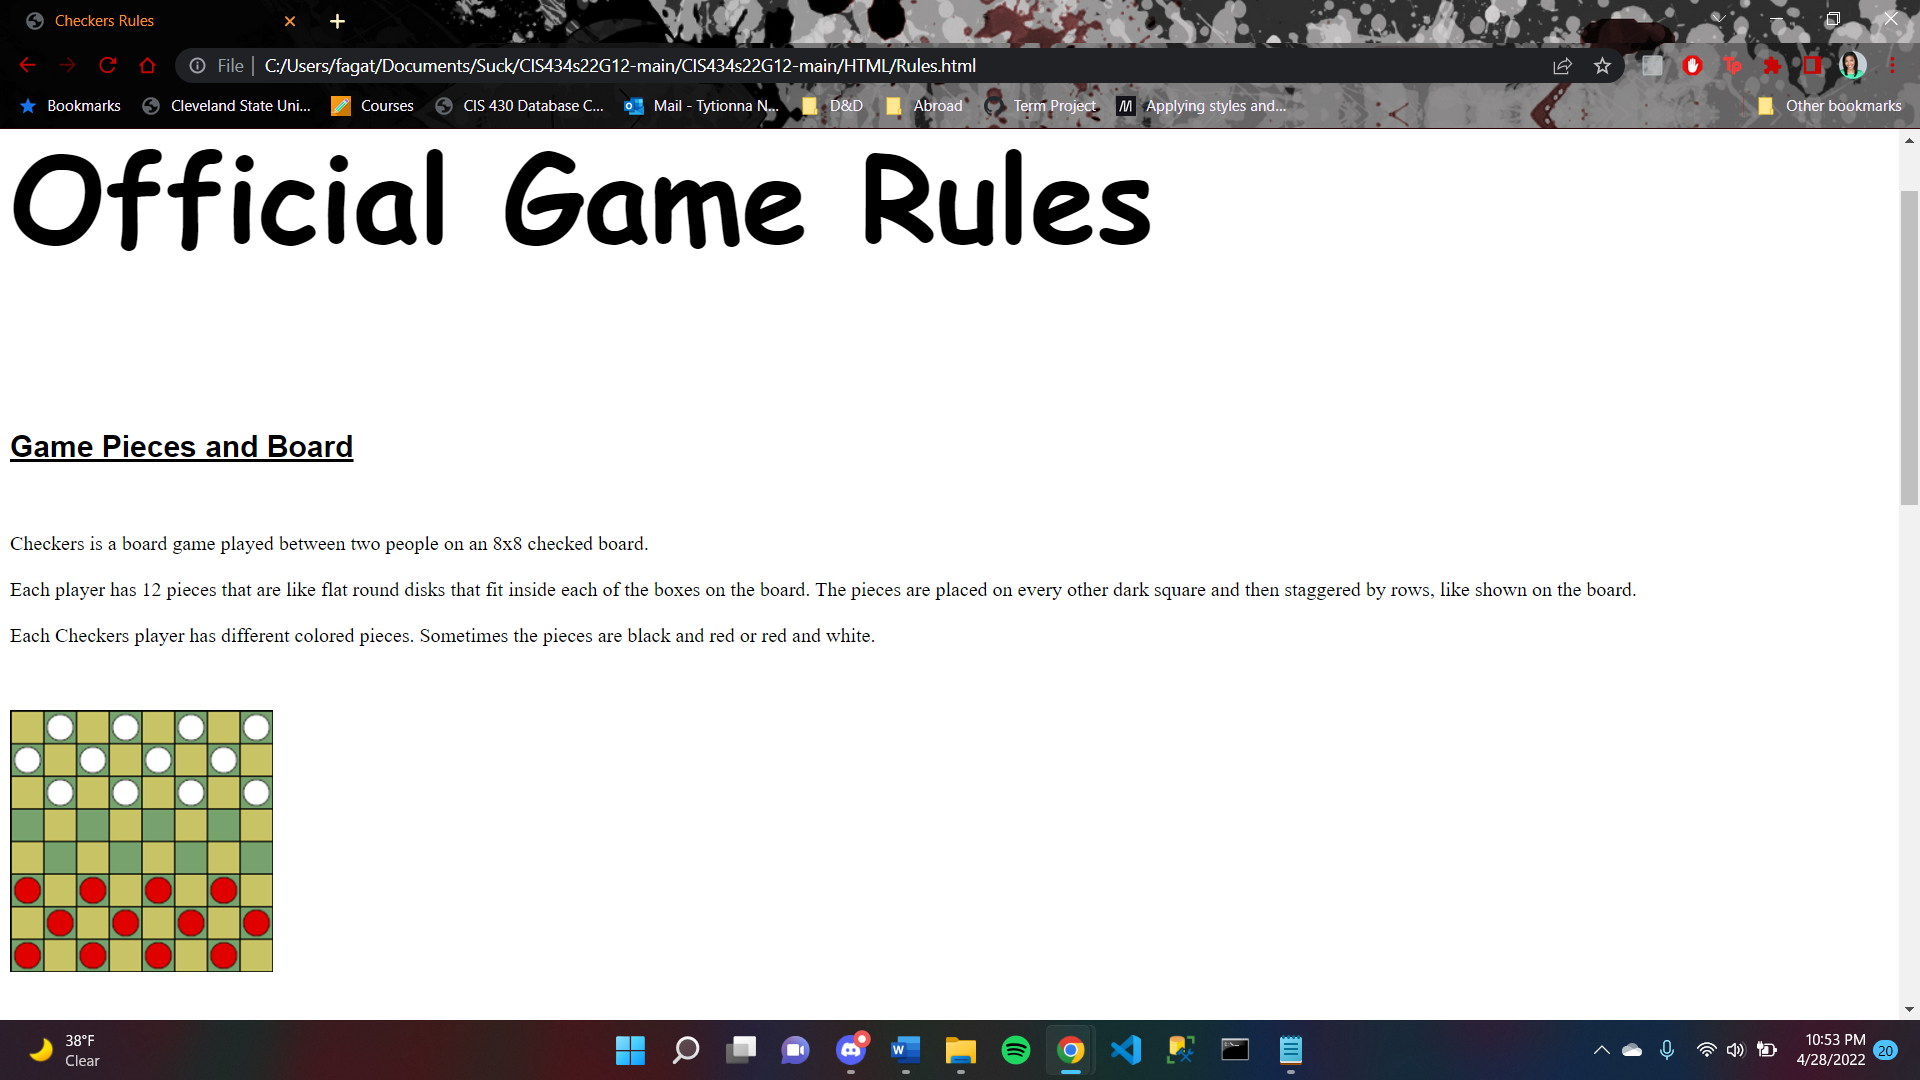 Checkers Rules
File
C:/Users/fagat/Documents/Suck/CIS434s22G12-main/CIS434s22G12-main/HTML/Rules.html
Bookmarks
Cleveland State Uni...
Courses
CIS 430 Database C...
Mail - Tytionna N...
D&D
Abroad
Term Project
Applying styles and...
Other bookmarks
Official Game Rules
Game Pieces and Board
Checkers is a board game played between two people on an 8x8 checked board.
Each player has 12 pieces that are like flat round disks that fit inside each of the boxes on the board. The pieces are placed on every other dark square and then staggered by rows, like shown on the board.
Each Checkers player has different colored pieces. Sometimes the pieces are black and red or red and white.
38°F
Clear
10:53 PM
4/28/2022
20